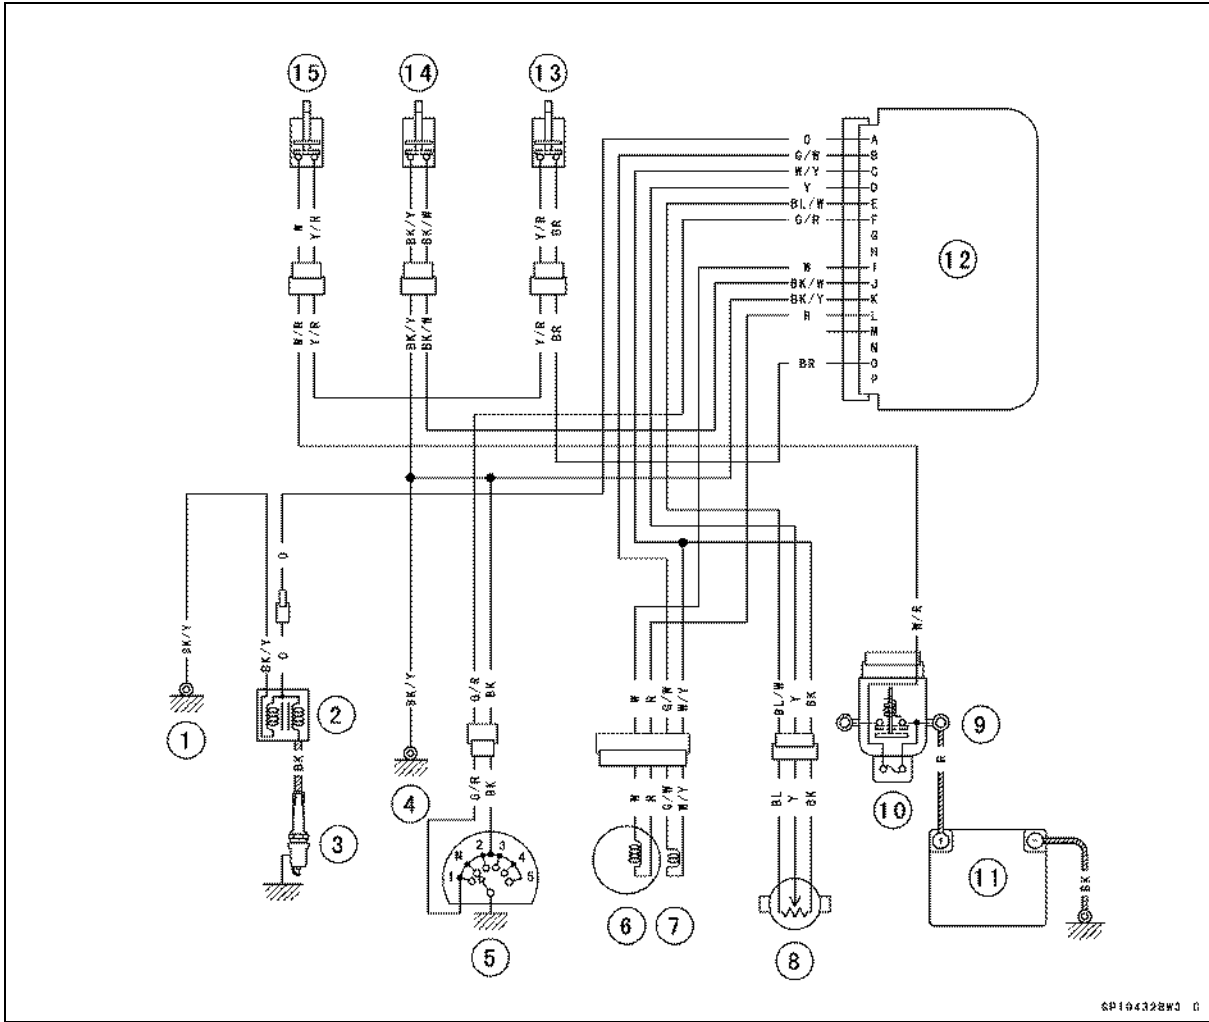 15 14 13
O A
G/W B
W/Y C
Y D
BL/W E
G/R F
G
H
W I
BK/W J
BK/Y K
R L
M
N
BR O
P
12
W Y/R BK/Y BK/W Y/R BR
W/R Y/R BK/Y BK/W Y/R BR
O
W/R
BK/Y BK/Y O
BK/Y G/R BK W R G/W W/Y BL/W Y BK
1 2 9
BK R
G/R BK W R G/W W/Y BL Y BK
4 10
3
1 N 2 3 4 5
+ −
11
BK
6 7
5 8
GP194328W3 C